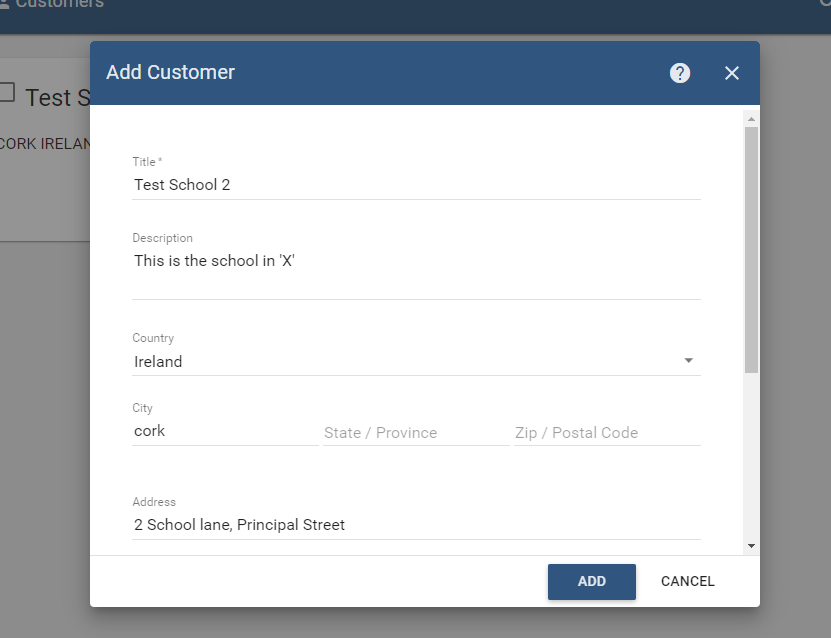 Customers
Test S
CORK IRELAN
Add Customer
?
Title *
Test School 2
Description
This is the school in 'X'
Country
Ireland
City
cork
State / Province
Zip / Postal Code
Address
2 School lane, Principal Street
ADD
CANCEL